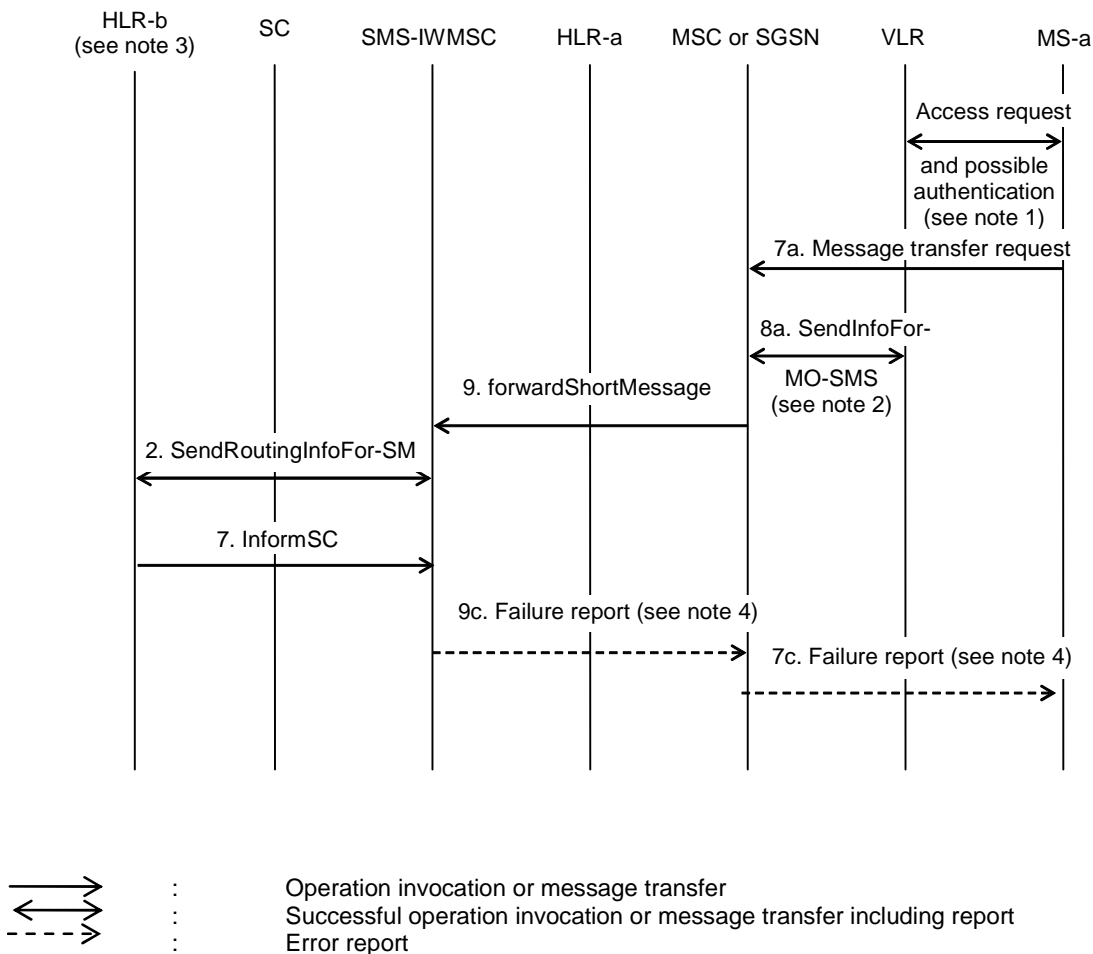 HLR-b
(see note 3)
SC
SMS-IWMSC
HLR-a
MSC or SGSN
VLR
MS-a
Access request
and possible
authentication
(see note 1)
7a. Message transfer request
8a. SendInfoFor-
MO-SMS
(see note 2)
9. forwardShortMessage
2. SendRoutingInfoFor-SM
7. InformSC
9c. Failure report (see note 4)
7c. Failure report (see note 4)
: Operation invocation or message transfer
: Successful operation invocation or message transfer including report
: Error report